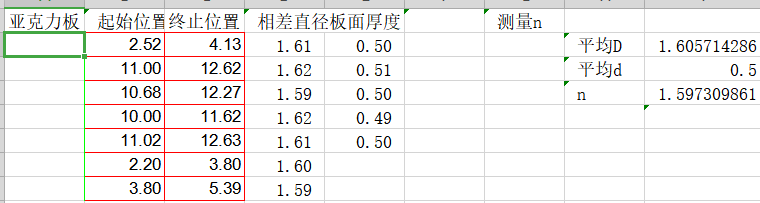 亚克力板 起始位置 终止位置 相差直径 板面厚度 测量n
2.52 4.13 1.61 0.50 平均D 1.605714286
11.00 12.62 1.62 0.51 平均d 0.5
10.68 12.27 1.59 0.50 n 1.597309861
10.00 11.62 1.62 0.49
11.02 12.63 1.61 0.50
2.20 3.80 1.60
3.80 5.39 1.59